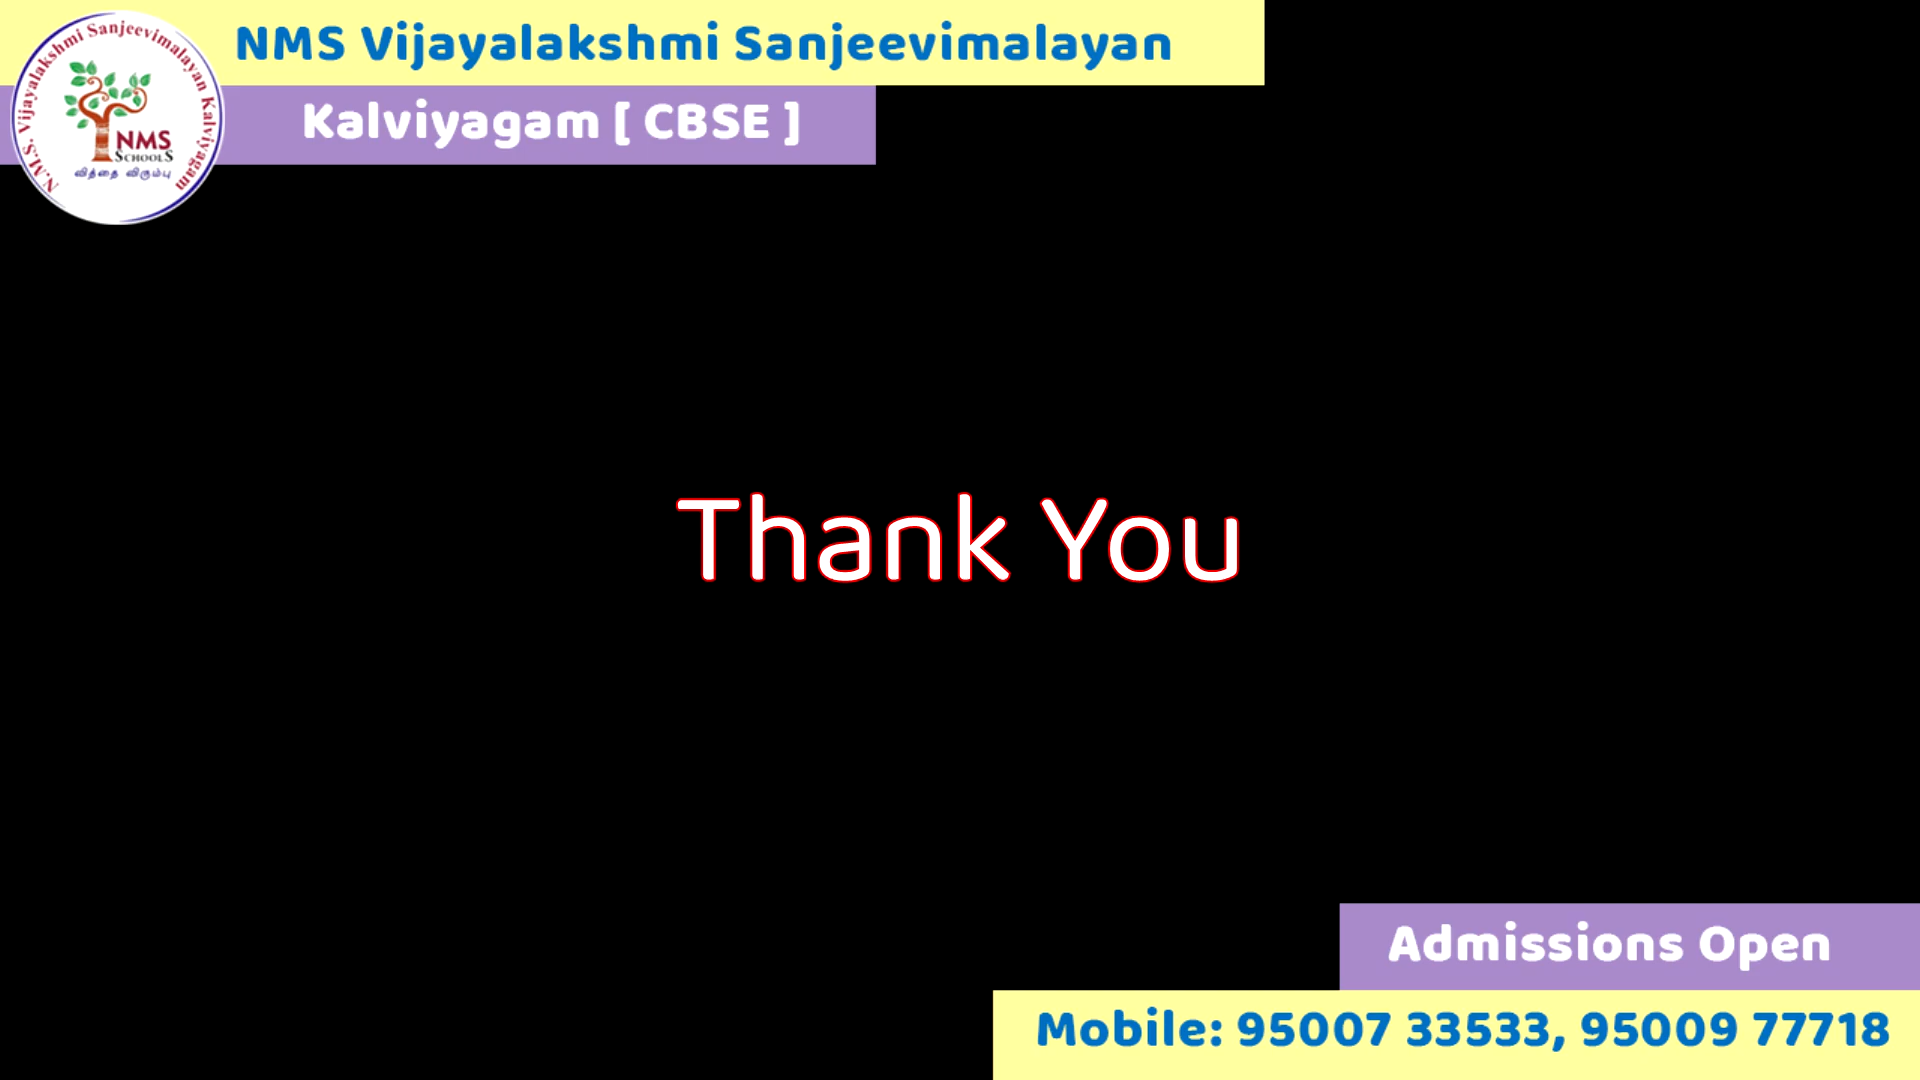 NMS Vijayalakshmi Sanjeevimalayan
Kalviyagam [ CBSE ]
N.M.S. Vijayalakshmi Sanjeevimalayan Kalviyagam
NMS
SCHOOLS
வித்தை விரும்பு
Thank You
Admissions Open
Mobile: 95007 33533, 95009 77718